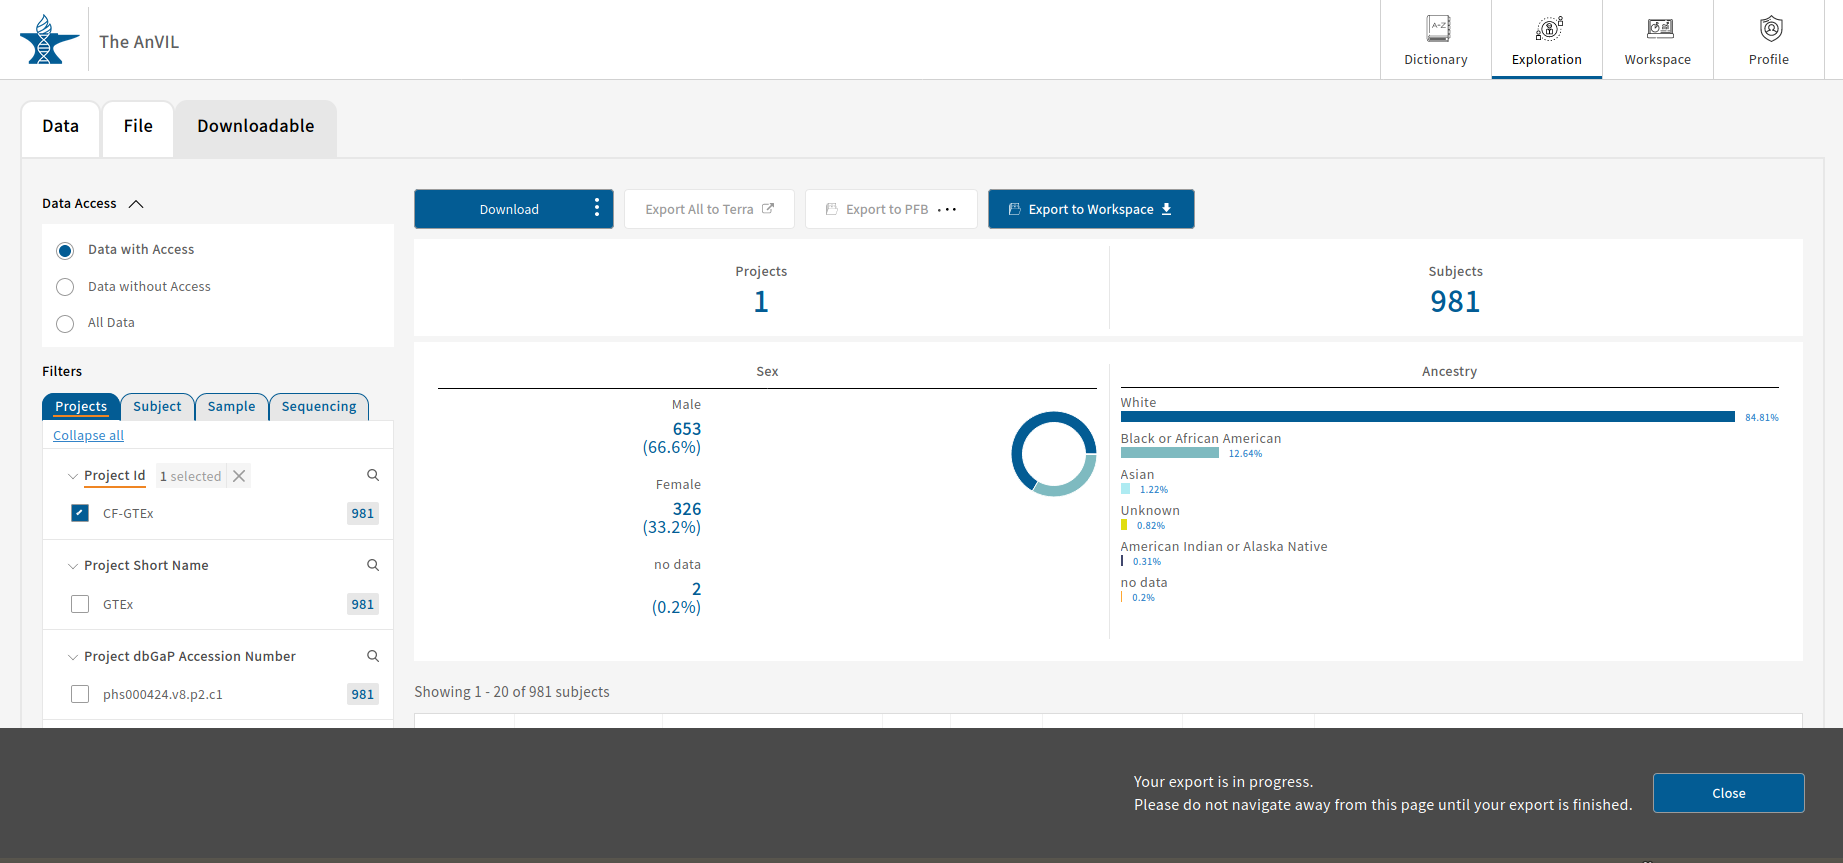 The AnVIL
A-Z
Dictionary
Exploration
Workspace
Profile
Data
File
Downloadable
Data Access
Data with Access
Data without Access
All Data
Filters
Projects
Subject
Sample
Sequencing
Collapse all
Project Id
1 selected
CF-GTEx
981
Project Short Name
GTEx
981
Project dbGaP Accession Number
phs000424.v8.p2.c1
981
Download
Export All to Terra
Export to PFB
Export to Workspace
Projects
1
Subjects
981
Sex
Male
653
(66.6%)
Female
326
(33.2%)
no data
2
(0.2%)
Ancestry
White
84.81%
Black or African American
12.64%
Asian
1.22%
Unknown
0.82%
American Indian or Alaska Native
0.31%
no data
0.2%
Showing 1 - 20 of 981 subjects
Your export is in progress.
Please do not navigate away from this page until your export is finished.
Close